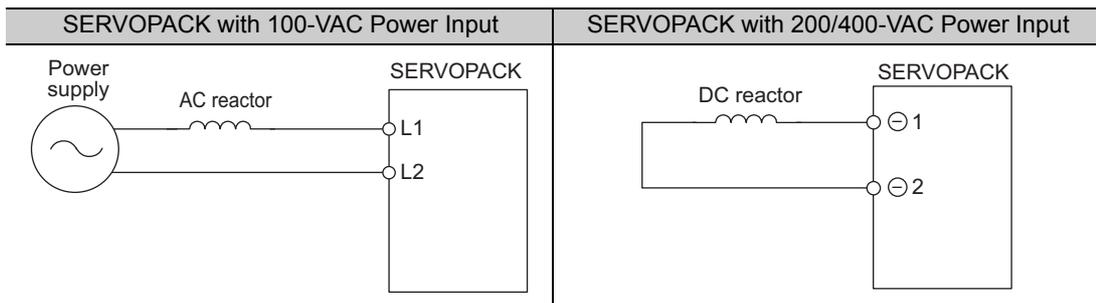 SERVOPACK with 100-VAC Power Input
SERVOPACK with 200/400-VAC Power Input
Power
supply
AC reactor
SERVOPACK
L1
L2
DC reactor
SERVOPACK
⊖ 1
⊖ 2